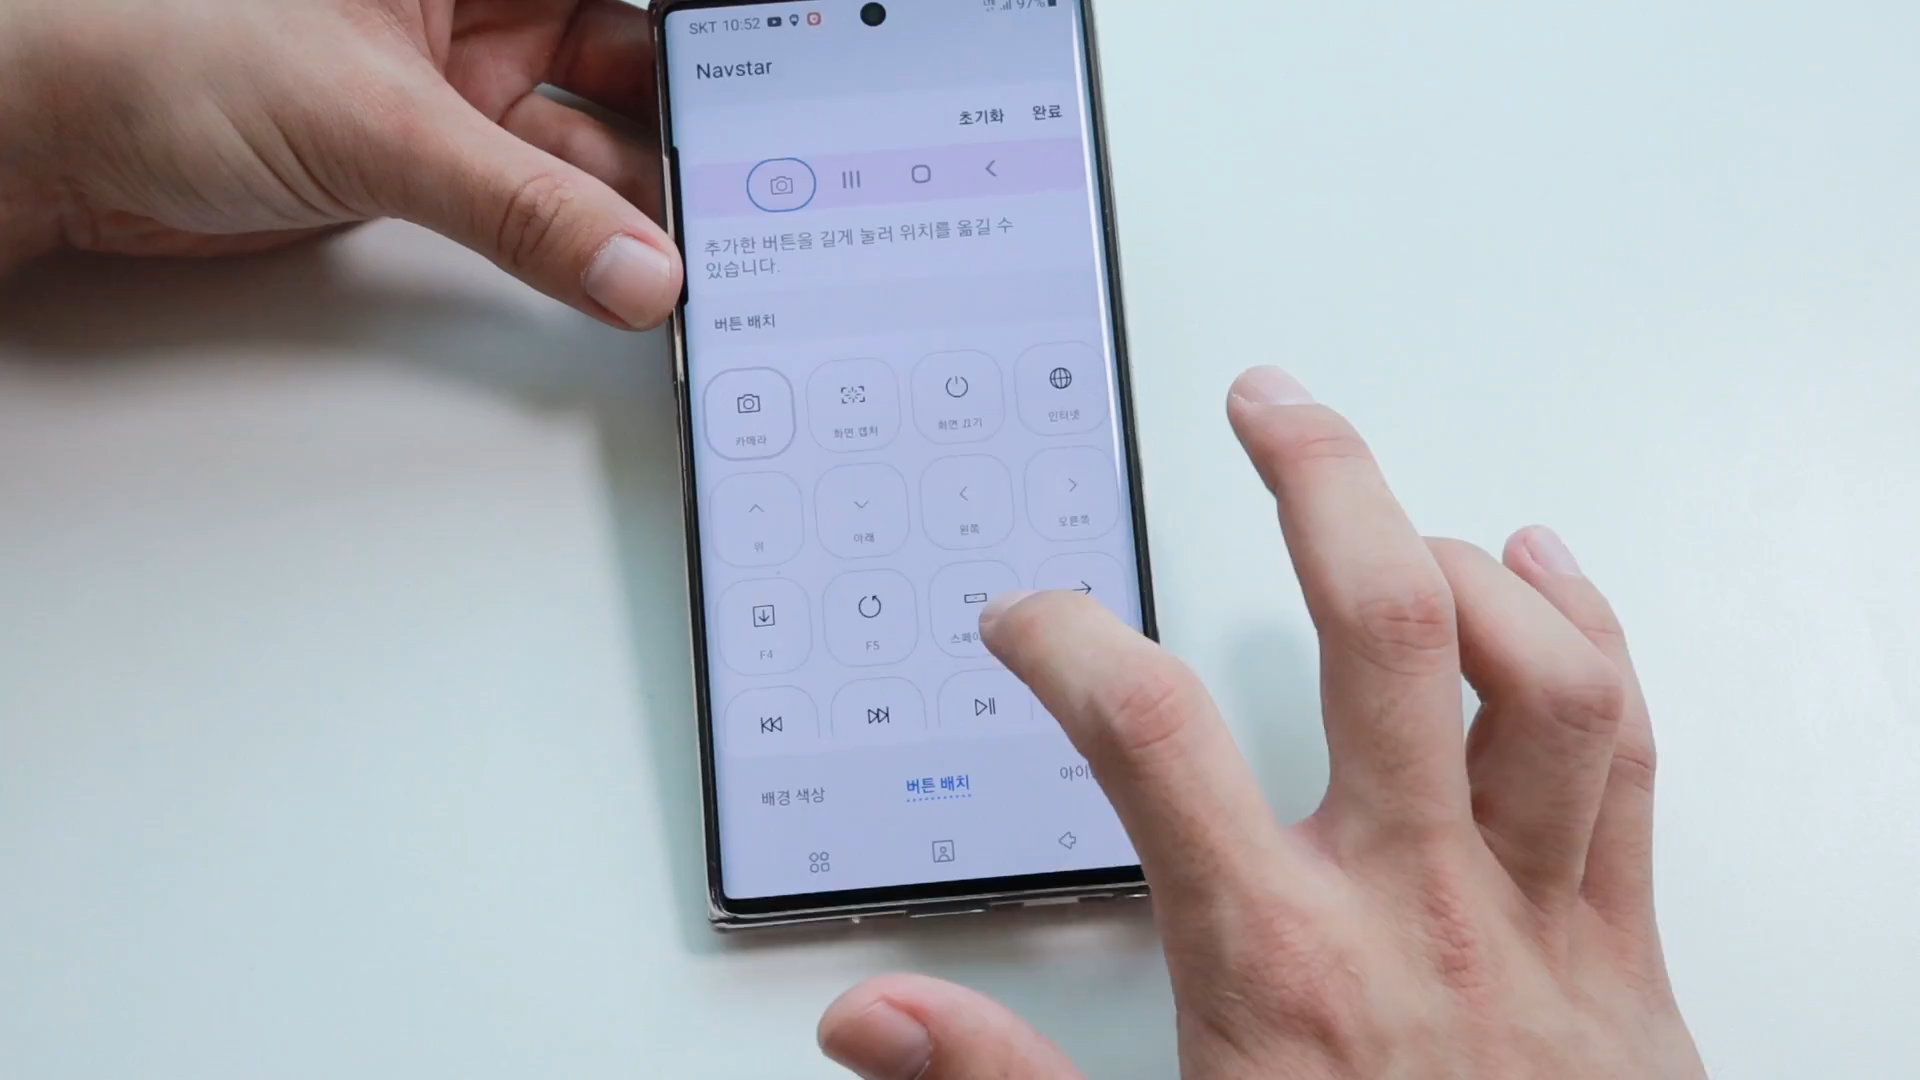 SKT 10:52
97%
Navstar
초기화 완료
추가한 버튼을 길게 눌러 위치를 옮길 수
있습니다.
버튼 배치
카메라 화면 캡처 화면 끄기 인터넷
위 아래 왼쪽 오른쪽
F4 F5
배경 색상 버튼 배치